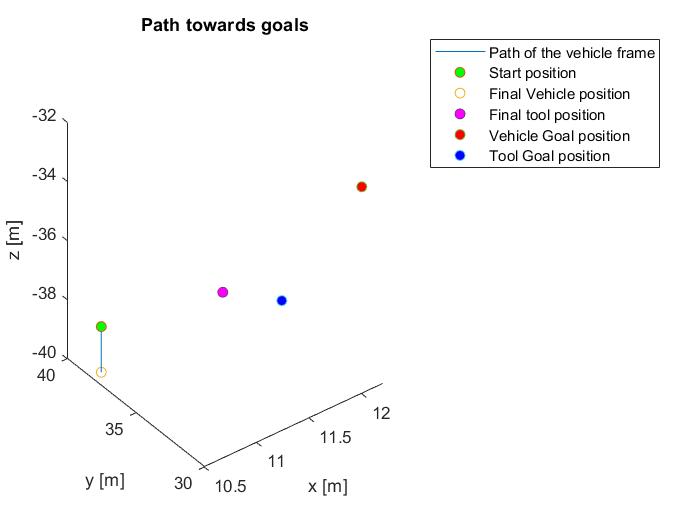 Path towards goals
Path of the vehicle frame
Start position
Final Vehicle position
Final tool position
Vehicle Goal position
Tool Goal position
-32
-34
-36
-38
-40
z [m]
40
35
30
y [m]
10.5
11
11.5
12
x [m]